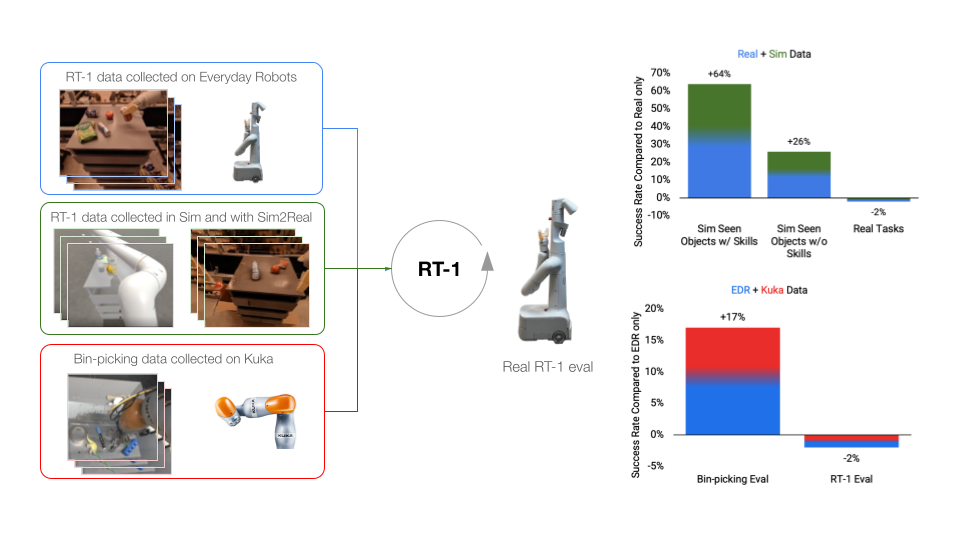 RT-1 data collected on Everyday Robots
RT-1 data collected in Sim and with Sim2Real
Bin-picking data collected on Kuka
KUKA
KUKA
RT-1
Real RT-1 eval
Real + Sim Data
Success Rate Compared to Real only
70%
60%
50%
40%
30%
20%
10%
0%
-10%
+64%
+26%
-2%
Sim Seen
Objects w/ Skills
Sim Seen
Objects w/o
Skills
Real Tasks
EDR + Kuka Data
Success Rate Compared to EDR only
20%
15%
10%
5%
0%
-5%
+17%
-2%
Bin-picking Eval
RT-1 Eval